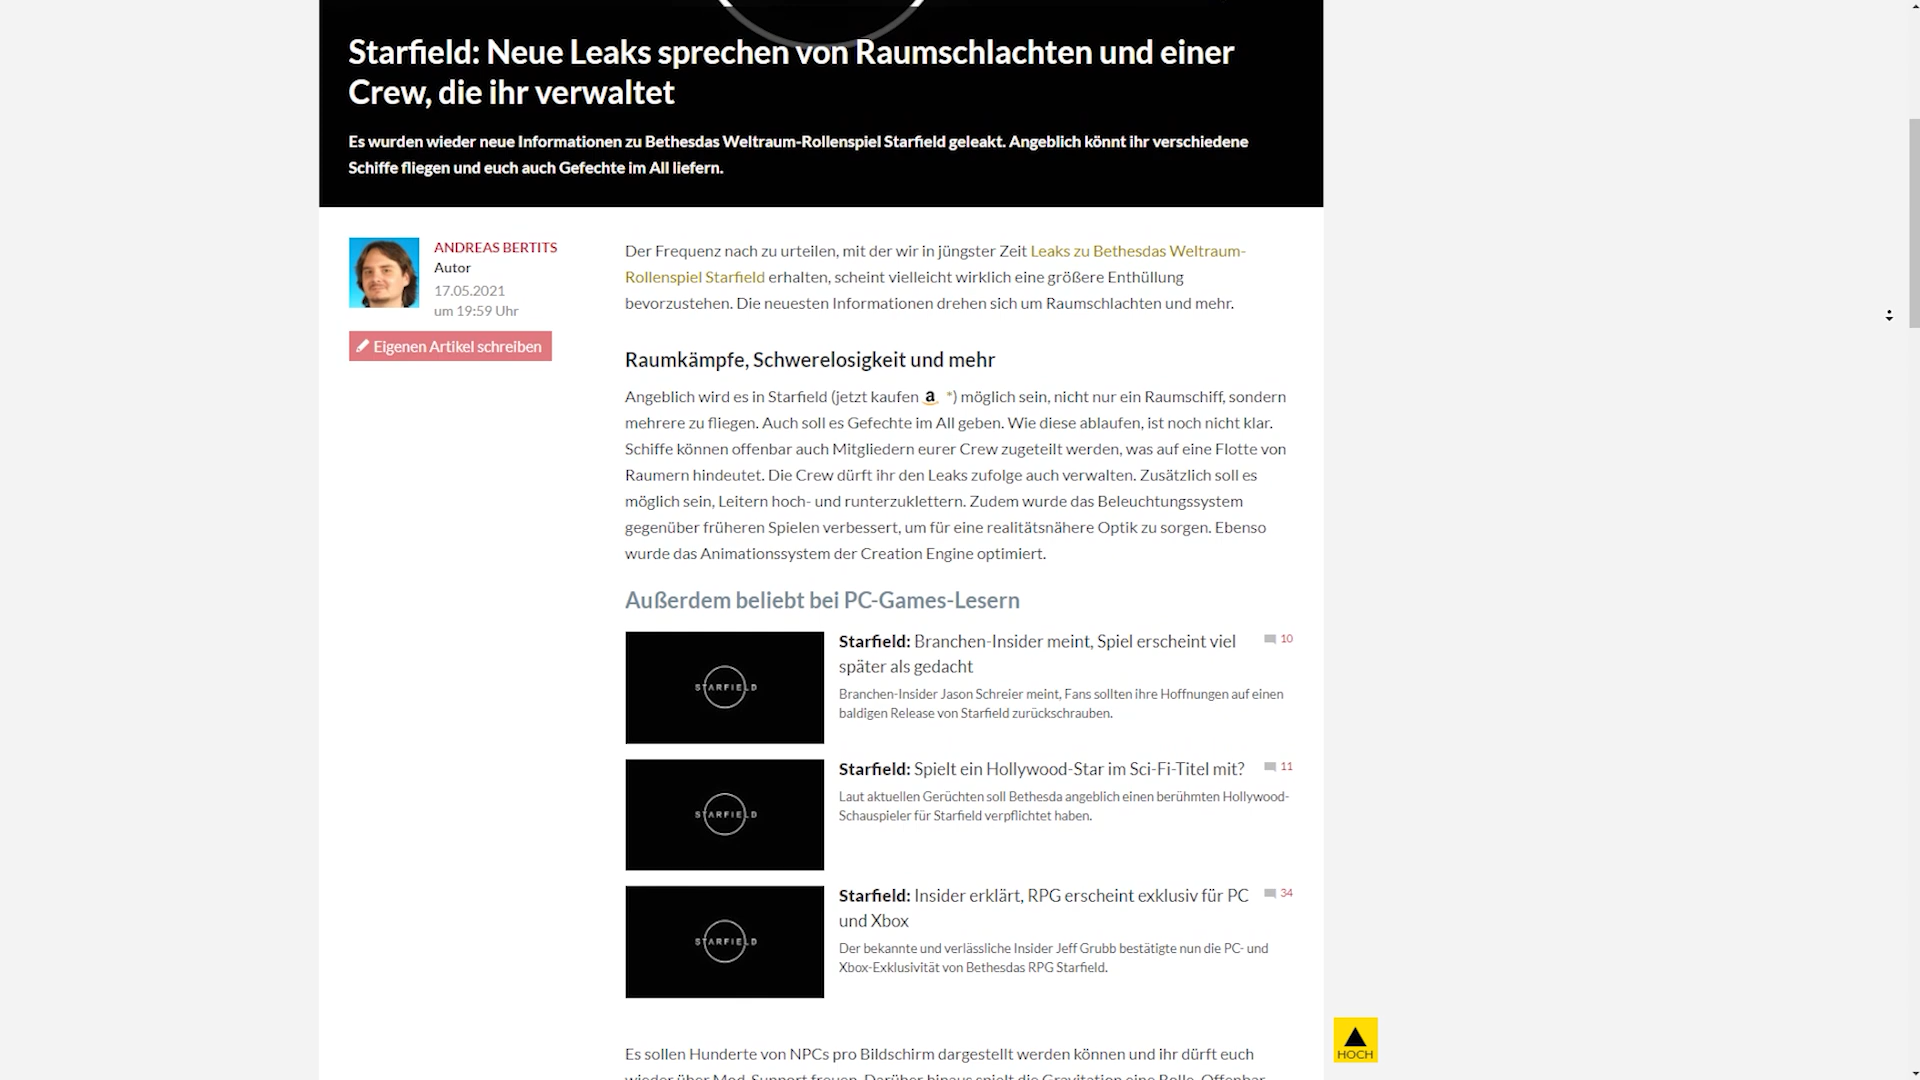 Starfield: Neue Leaks sprechen von Raumschlachten und einer
Crew, die ihr verwaltet
Es wurden wieder neue Informationen zu Bethesdas Weltraum-Rollenspiel Starfield geleakt. Angeblich könnt ihr verschiedene
Schiffe fliegen und euch auch Gefechte im All liefern.
ANDREAS BERTITS
Autor
17.05.2021
um 19:59 Uhr
Eigenen Artikel schreiben
Der Frequenz nach zu urteilen, mit der wir in jüngster Zeit Leaks zu Bethesdas Weltraum-
Rollenspiel Starfield erhalten, scheint vielleicht wirklich eine größere Enthüllung
bevorzustehen. Die neuesten Informationen drehen sich um Raumschlachten und mehr.
Raumkämpfe, Schwerelosigkeit und mehr
Angeblich wird es in Starfield (jetzt kaufen a *) möglich sein, nicht nur ein Raumschiff, sondern
mehrere zu fliegen. Auch soll es Gefechte im All geben. Wie diese ablaufen, ist noch nicht klar.
Schiffe können offenbar auch Mitgliedern eurer Crew zugeteilt werden, was auf eine Flotte von
Raumern hindeutet. Die Crew dürft ihr den Leaks zufolge auch verwalten. Zusätzlich soll es
möglich sein, Leitern hoch- und runterzuklettern. Zudem wurde das Beleuchtungssystem
gegenüber früheren Spielen verbessert, um für eine realitätsnähere Optik zu sorgen. Ebenso
wurde das Animationssystem der Creation Engine optimiert.
Außerdem beliebt bei PC-Games-Lesern
STARFIELD
Starfield: Branchen-Insider meint, Spiel erscheint viel
später als gedacht
10
Branchen-Insider Jason Schreier meint, Fans sollten ihre Hoffnungen auf einen
baldigen Release von Starfield zurückschrauben.
STARFIELD
Starfield: Spielt ein Hollywood-Star im Sci-Fi-Titel mit?
11
Laut aktuellen Gerüchten soll Bethesda angeblich einen berühmten Hollywood-
Schauspieler für Starfield verpflichtet haben.
STARFIELD
Starfield: Insider erklärt, RPG erscheint exklusiv für PC
und Xbox
34
Der bekannte und verlässliche Insider Jeff Grubb bestätigte nun die PC- und
Xbox-Exklusivität von Bethesdas RPG Starfield.
HOCH
Es sollen Hunderte von NPCs pro Bildschirm dargestellt werden können und ihr dürft euch
wieder über Mod-Support freuen. Darüber hinaus spielt die Gravitation eine Rolle. Offenbar